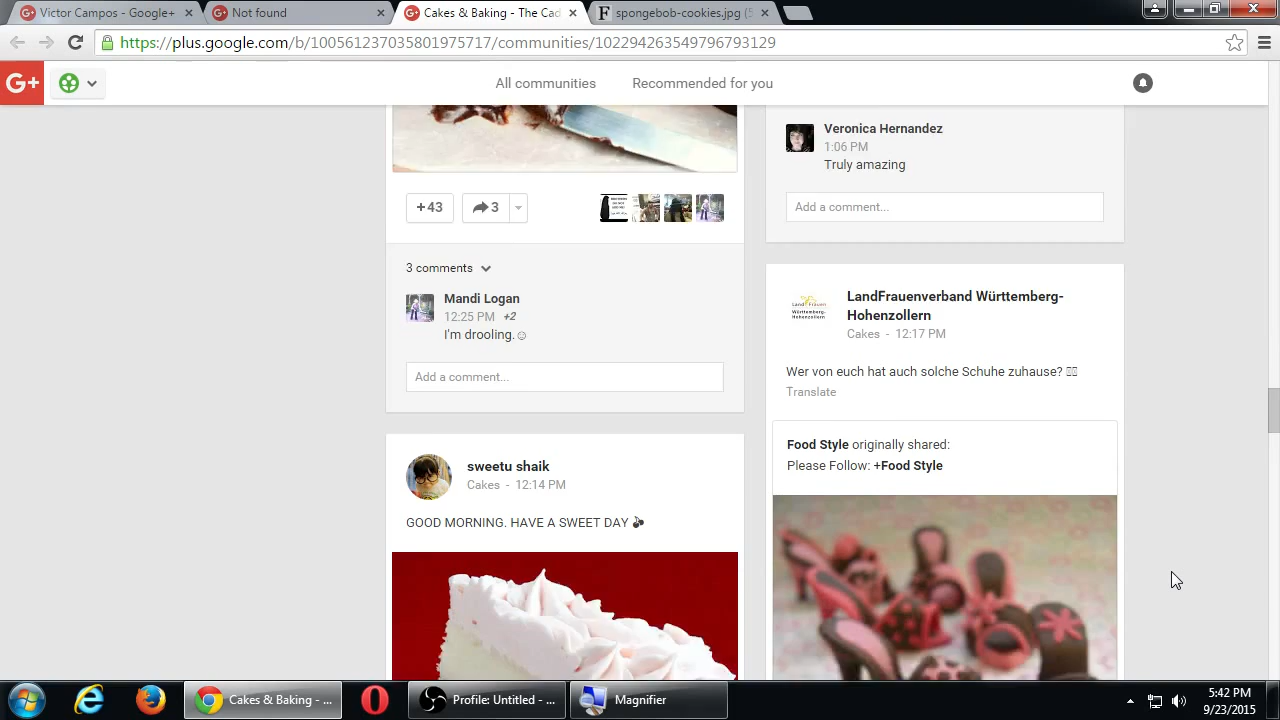 Victor Campos - Google+
Not found
Cakes & Baking - The Cad
spongebob-cookies.jpg (5
https://plus.google.com/b/100561237035801975717/communities/102294263549796793129
G+
All communities
Recommended for you
+43
3
3 comments
Mandi Logan
12:25 PM +2
I'm drooling.☺
Add a comment...
sweetu shaik
Cakes - 12:14 PM
GOOD MORNING. HAVE A SWEET DAY 🍒
Veronica Hernandez
1:06 PM
Truly amazing
Add a comment...
LandFrauenverband Württemberg-
Hohenzollern
Cakes - 12:17 PM
Wer von euch hat auch solche Schuhe zuhause?
Translate
Food Style originally shared:
Please Follow: +Food Style
Cakes & Baking - ...
Profile: Untitled - ...
Magnifier
5:42 PM
9/23/2015